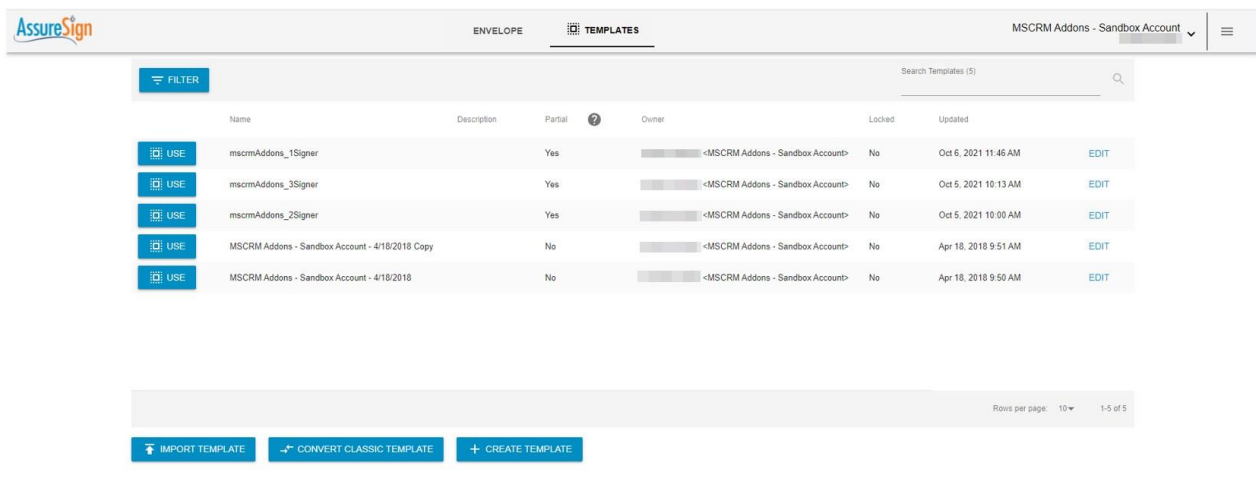 AssureSign
ENVELOPE TEMPLATES MSCRM Addons - Sandbox Account
FILTER Search Templates (5)
Name Description Partial ? Owner Locked Updated
USE mscrmAddons_1Signer Yes <MSCRM Addons - Sandbox Account> No Oct 6, 2021 11:46 AM EDIT
USE mscrmAddons_3Signer Yes <MSCRM Addons - Sandbox Account> No Oct 5, 2021 10:13 AM EDIT
USE mscrmAddons_2Signer Yes <MSCRM Addons - Sandbox Account> No Oct 5, 2021 10:00 AM EDIT
USE MSCRM Addons - Sandbox Account - 4/18/2018 Copy No <MSCRM Addons - Sandbox Account> No Apr 18, 2018 9:51 AM EDIT
USE MSCRM Addons - Sandbox Account - 4/18/2018 No <MSCRM Addons - Sandbox Account> No Apr 18, 2018 9:50 AM EDIT
Rows per page: 10 1-5 of 5
IMPORT TEMPLATE CONVERT CLASSIC TEMPLATE + CREATE TEMPLATE